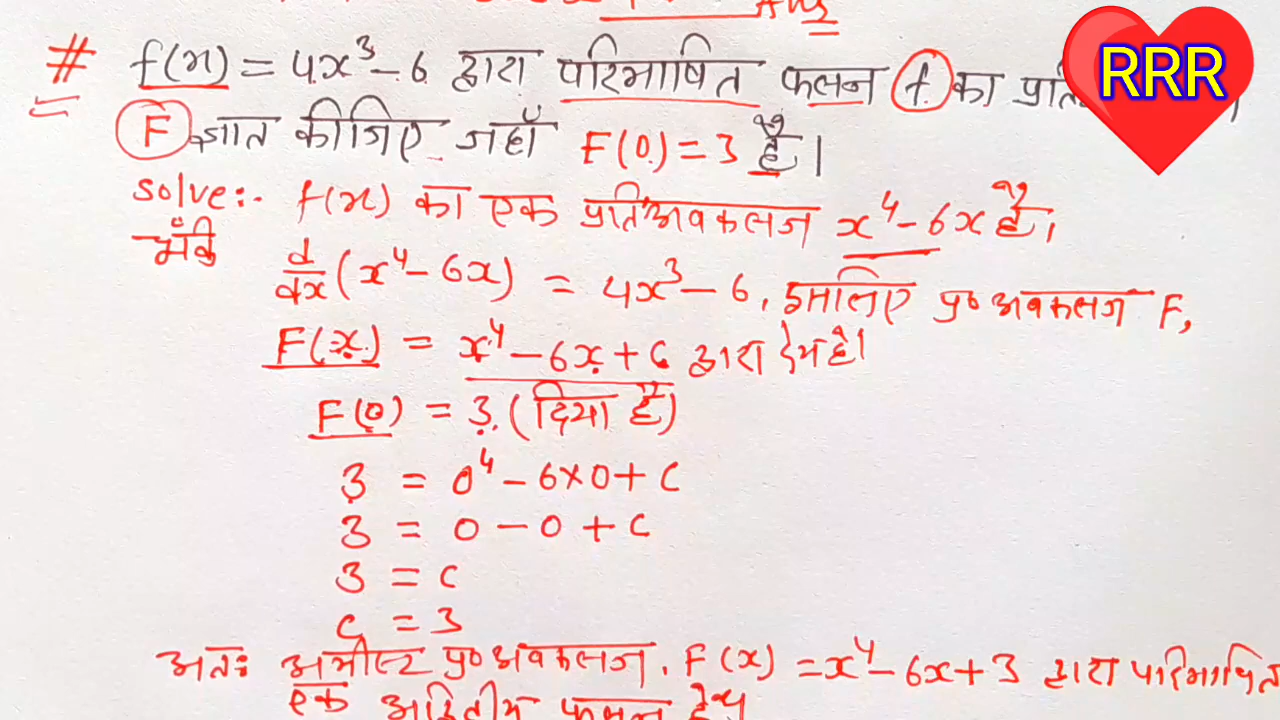 Ans
# f(x) = 4x³-6 द्वारा परिभाषित फलन f का
RRR
F ज्ञात कीजिए जहाँ F(0) = 3 है।
solve:- f(x) का एक प्रतिअवकलज x⁴-6x है।
चूँकि
d/dx (x⁴-6x) = 4x³-6, इसलिए प्र० अवकलज F,
F(x) = x⁴-6x+c द्वारा देय है।
F(0) = 3 (दिया है)
3 = 0⁴-6×0+c
3 = 0-0+c
3 = c
c = 3
अतः अभीष्ट प्र० अवकलज, F(x) = x⁴-6x+3 द्वारा परिभाषित
एक अद्वितीय फलन है।